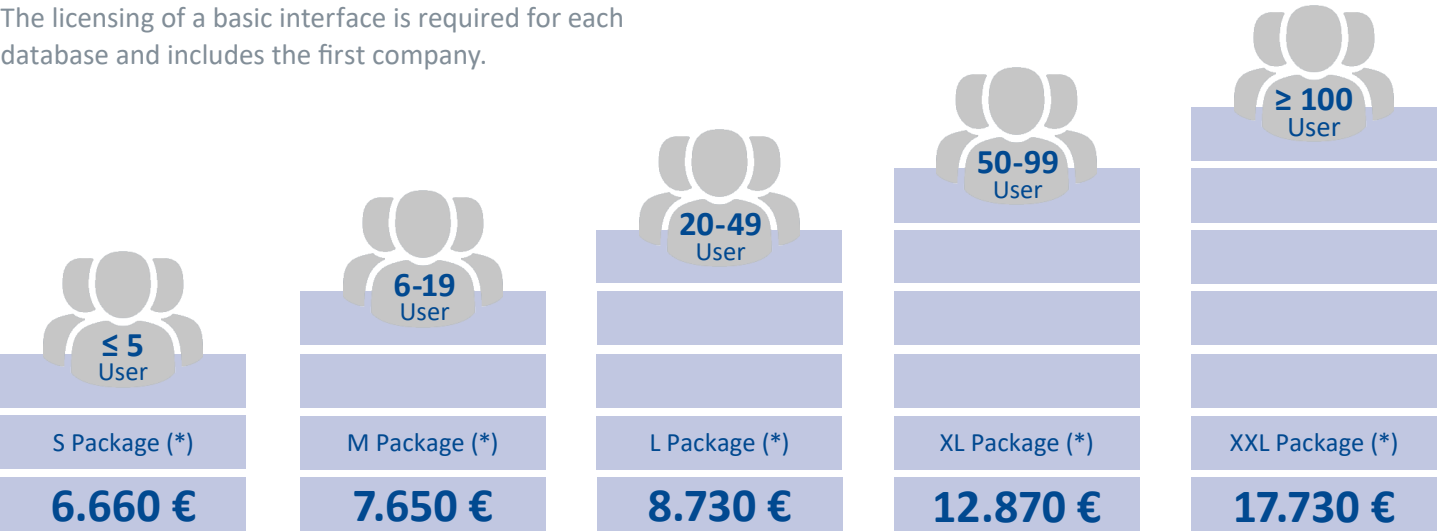 The licensing of a basic interface is required for each
database and includes the first company.
≤ 5
User
S Package (*)
6.660 €
6-19
User
M Package (*)
7.650 €
20-49
User
L Package (*)
8.730 €
50-99
User
XL Package (*)
12.870 €
≥ 100
User
XXL Package (*)
17.730 €